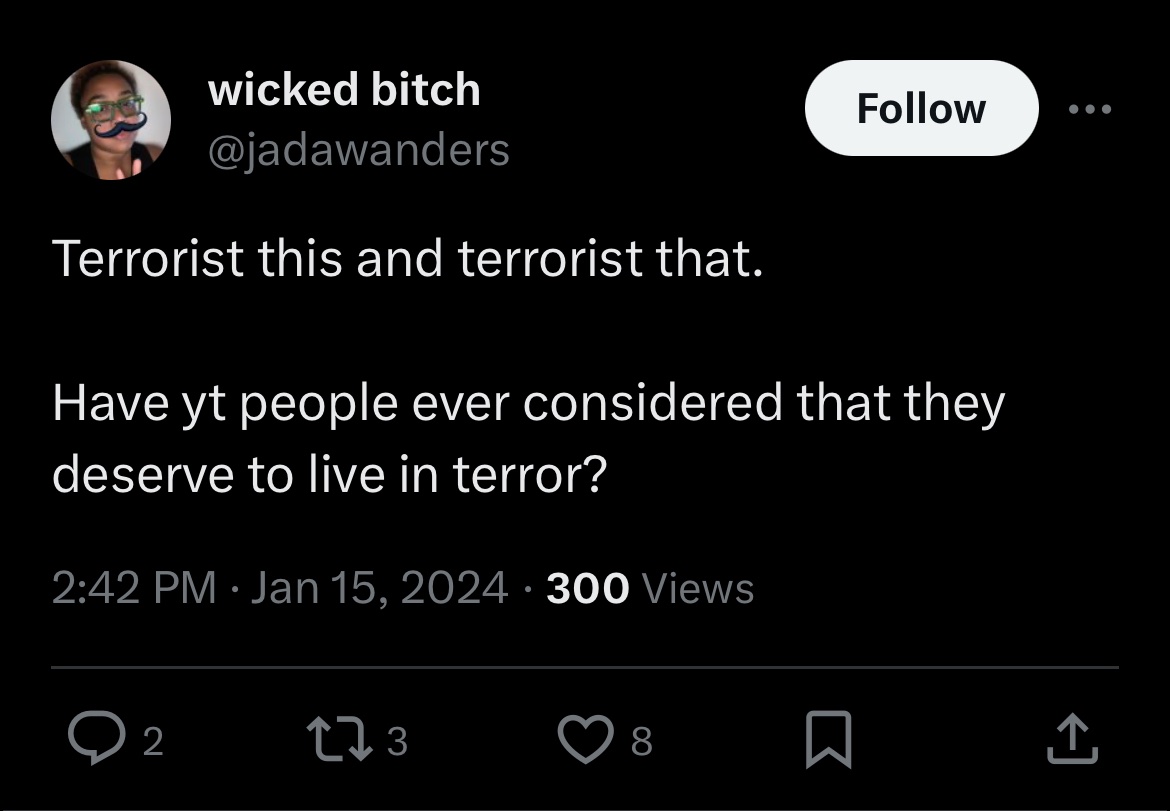 wicked bitch
Follow
@jadawanders
Terrorist this and terrorist that.
Have yt people ever considered that they
deserve to live in terror?
2:42 PM · Jan 15, 2024 · 300 Views
2
3
8